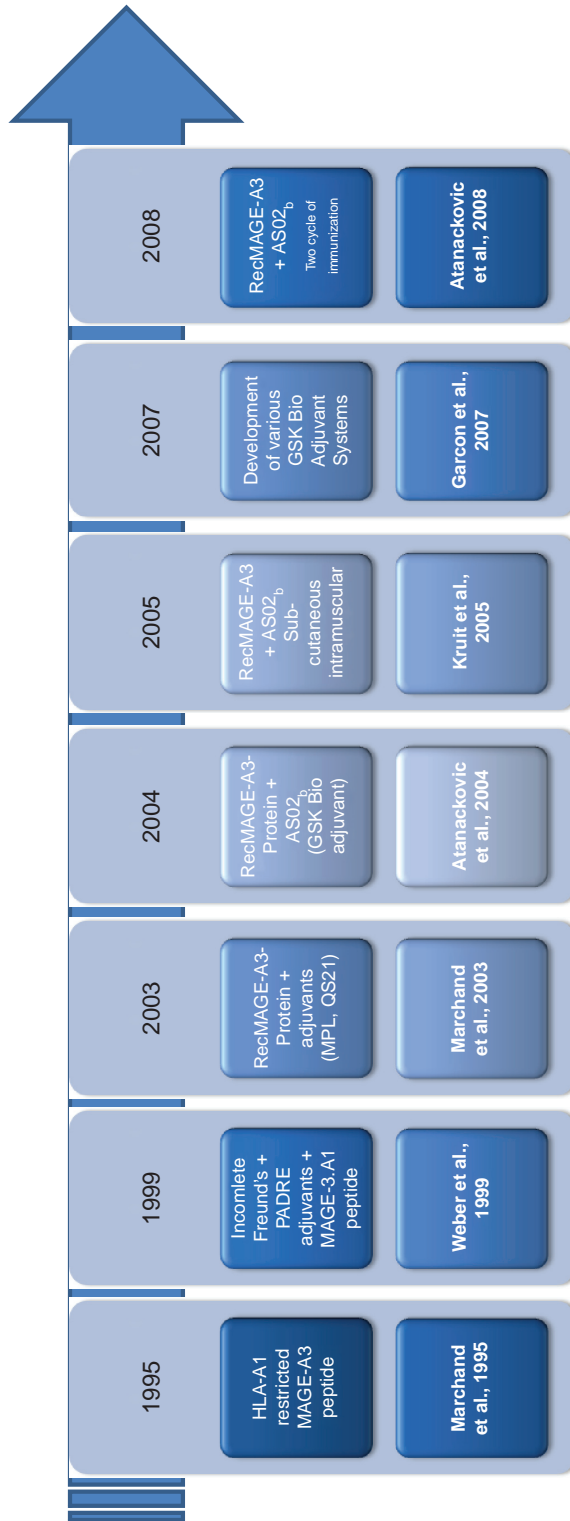 1995
HLA-A1
restricted
MAGE-A3
peptide
Marchand
et al., 1995
1999
Incomlete
Freund's +
PADRE
adjuvants +
MAGE-3.A1
peptide
Weber et al.,
1999
2003
RecMAGE-A3-
Protein +
adjuvants
(MPL, QS21)
Marchand
et al., 2003
2004
RecMAGE-A3-
Protein +
AS02b
(GSK Bio
adjuvant)
Atanackovic
et al., 2004
2005
RecMAGE-A3
+ AS02b
Sub-
cutaneous
intramuscular
Kruit et al.,
2005
2007
Development
of various
GSK Bio
Adjuvant
Systems
Garcon et al.,
2007
2008
RecMAGE-A3
+ AS02b
Two cycle of
immunization
Atanackovic
et al., 2008